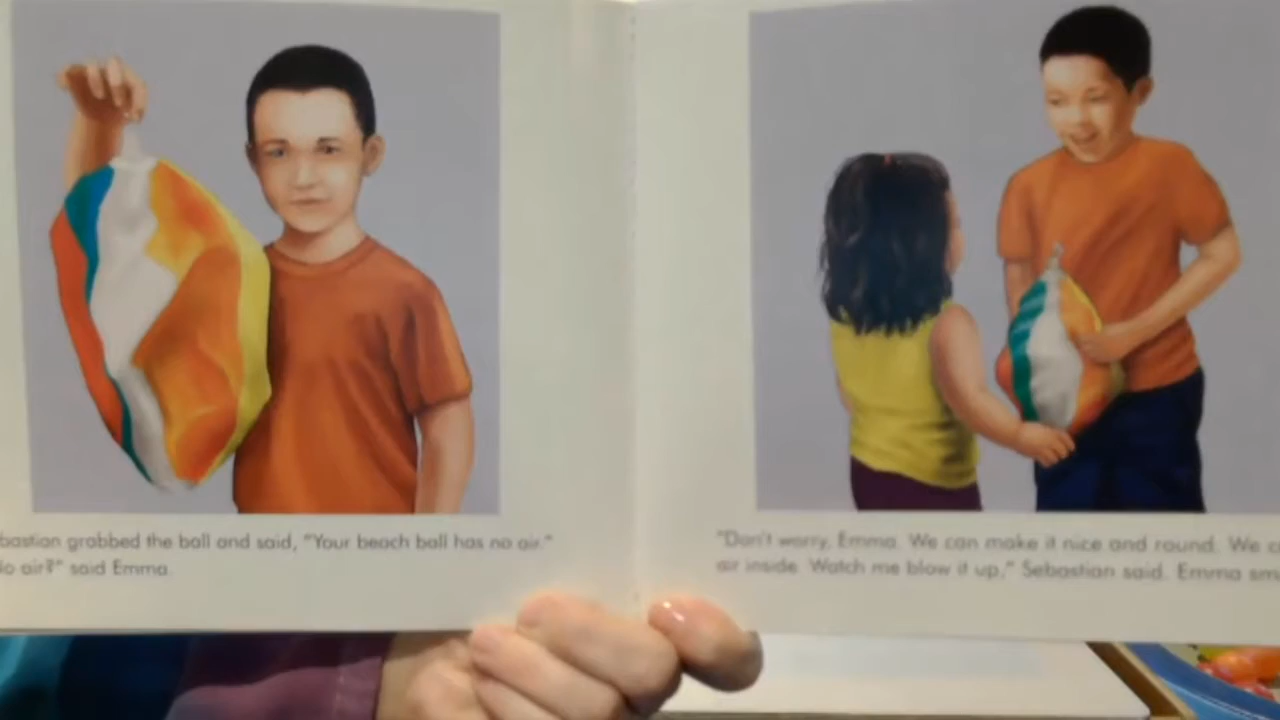 bastian grabbed the ball and said, "Your beach ball has no air."
o air?" said Emma.
"Don't worry, Emma. We can make it nice and round. We c
air inside. Watch me blow it up," Sebastian said. Emma sm